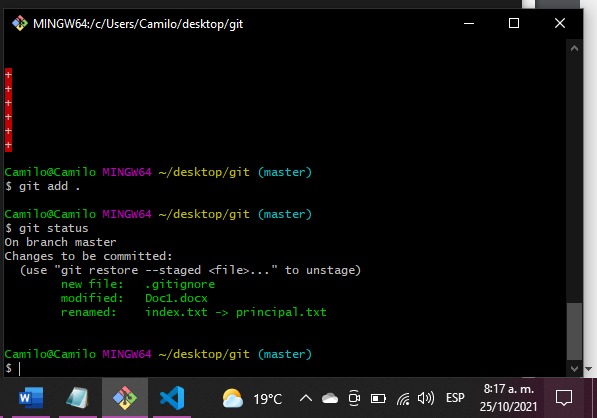 MINGW64:/c/Users/Camilo/desktop/git
+
+
+
+
+
+
Camilo@Camilo MINGW64 ~/desktop/git (master)
$ git add .
Camilo@Camilo MINGW64 ~/desktop/git (master)
$ git status
On branch master
Changes to be committed:
  (use "git restore --staged <file>..." to unstage)
        new file:   .gitignore
        modified:   Doc1.docx
        renamed:    index.txt -> principal.txt
Camilo@Camilo MINGW64 ~/desktop/git (master)
$
19°C ESP 8:17 a. m.
25/10/2021